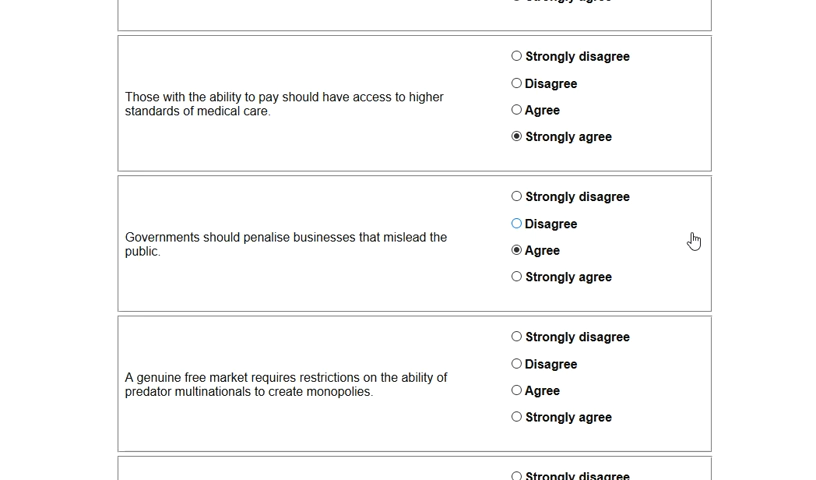 Strongly agree
Strongly disagree
Disagree
Those with the ability to pay should have access to higher
standards of medical care.
Agree
Strongly agree
Strongly disagree
Disagree
Governments should penalise businesses that mislead the
public.
Agree
Strongly agree
Strongly disagree
Disagree
A genuine free market requires restrictions on the ability of
predator multinationals to create monopolies.
Agree
Strongly agree
Strongly disagree